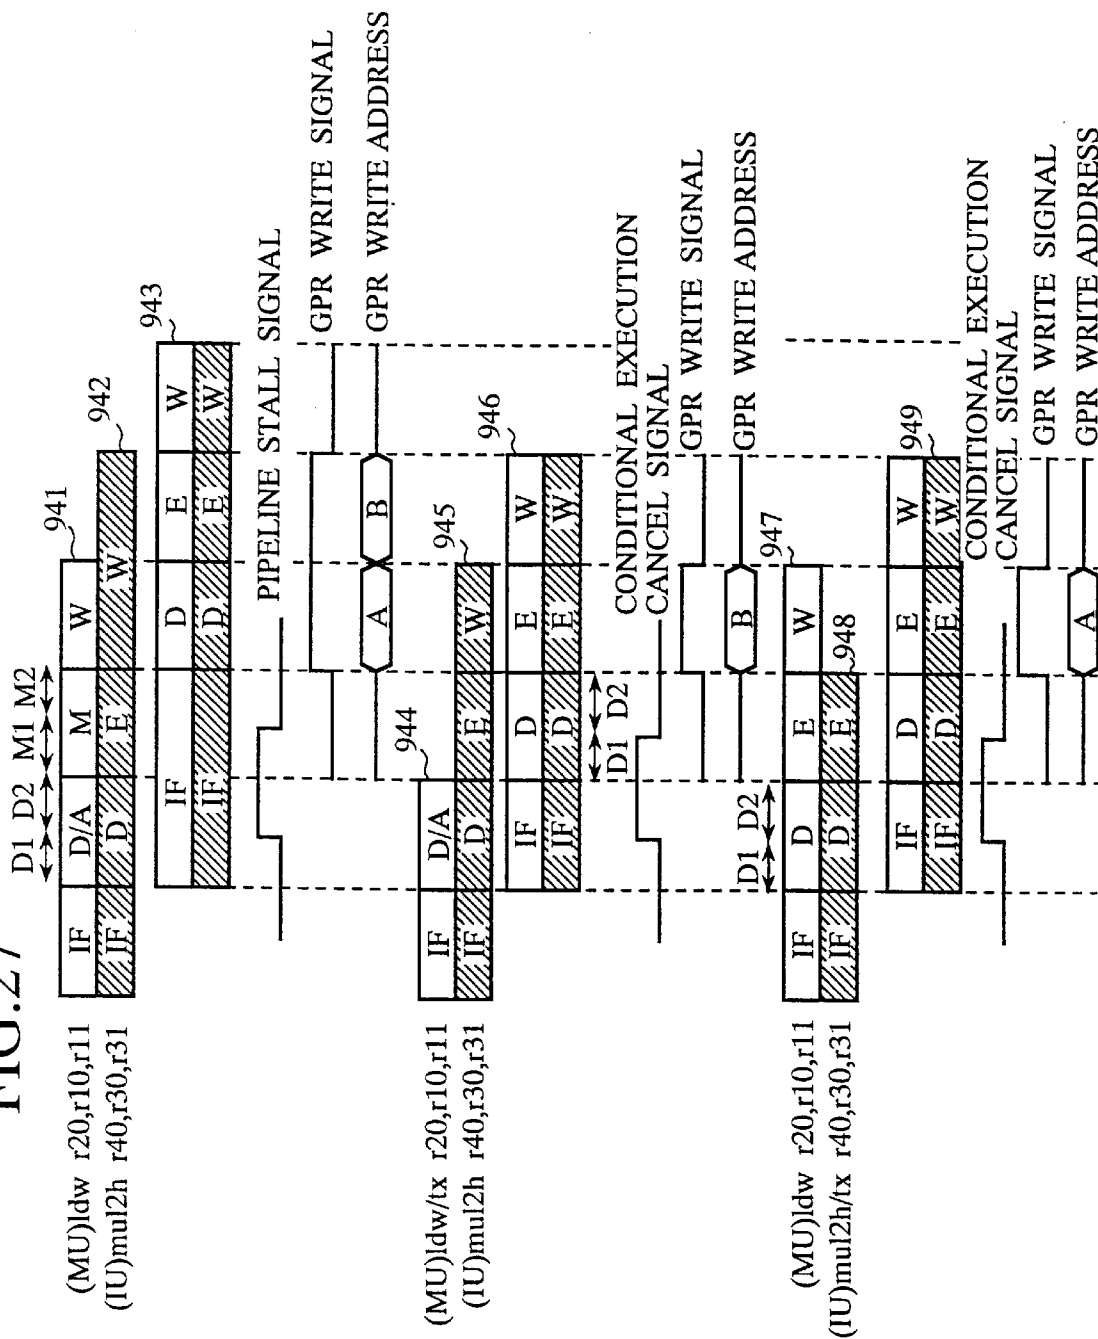 FIG.27
D1 D2 M1 M2
(MU)ldw r20,r10,r11
IF D/A M W 941
(IU)mul2h r40,r30,r31
IF D E W 942
IF D E W 943
IF D E W
PIPELINE STALL SIGNAL
GPR WRITE SIGNAL
A B GPR WRITE ADDRESS
(MU)ldw/tx r20,r10,r11
IF D/A 944
(IU)mul2h r40,r30,r31
IF D E W 945
IF D E W 946
IF D E W
D1 D2
CONDITIONAL EXECUTION
CANCEL SIGNAL
GPR WRITE SIGNAL
B GPR WRITE ADDRESS
D1 D2
(MU)ldw r20,r10,r11
IF D E W 947
(IU)mul2h/tx r40,r30,r31
IF D E 948
IF D E W 949
IF D E W
CONDITIONAL EXECUTION
CANCEL SIGNAL
GPR WRITE SIGNAL
A GPR WRITE ADDRESS